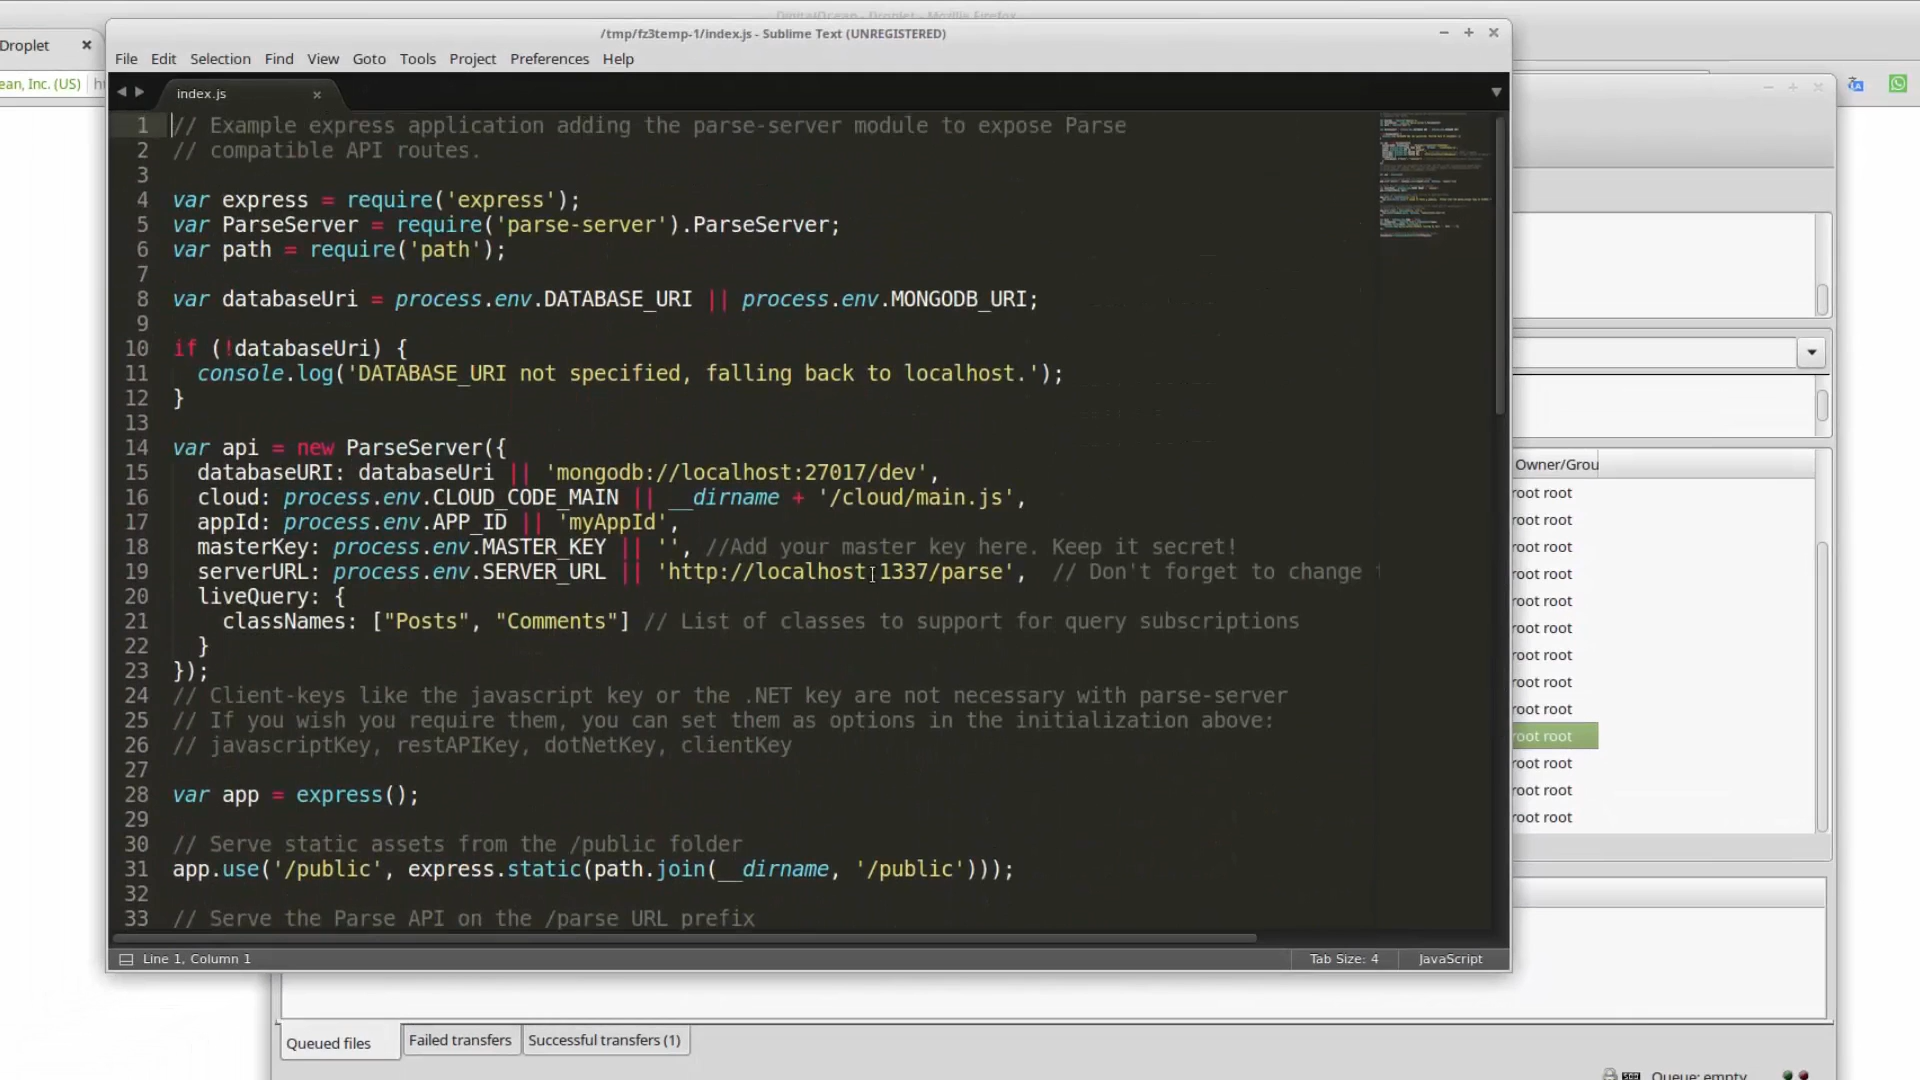 Droplet
ean, Inc. (US)
/tmp/fz3temp-1/index.js - Sublime Text (UNREGISTERED)
File Edit Selection Find View Goto Tools Project Preferences Help
index.js
1 // Example express application adding the parse-server module to expose Parse
2 // compatible API routes.
3
4 var express = require('express');
5 var ParseServer = require('parse-server').ParseServer;
6 var path = require('path');
7
8 var databaseUri = process.env.DATABASE_URI || process.env.MONGODB_URI;
9
10 if (!databaseUri) {
11 console.log('DATABASE_URI not specified, falling back to localhost.');
12 }
13
14 var api = new ParseServer({
15 databaseURI: databaseUri || 'mongodb://localhost:27017/dev',
16 cloud: process.env.CLOUD_CODE_MAIN || __dirname + '/cloud/main.js',
17 appId: process.env.APP_ID || 'myAppId',
18 masterKey: process.env.MASTER_KEY || '', //Add your master key here. Keep it secret!
19 serverURL: process.env.SERVER_URL || 'http://localhost:1337/parse', // Don't forget to change
20 liveQuery: {
21 classNames: ["Posts", "Comments"] // List of classes to support for query subscriptions
22 }
23 });
24 // Client-keys like the javascript key or the .NET key are not necessary with parse-server
25 // If you wish you require them, you can set them as options in the initialization above:
26 // javascriptKey, restAPIKey, dotNetKey, clientKey
27
28 var app = express();
29
30 // Serve static assets from the /public folder
31 app.use('/public', express.static(path.join(__dirname, '/public')));
32
33 // Serve the Parse API on the /parse URL prefix
Line 1, Column 1 Tab Size: 4 JavaScript
Owner/Grou
root root
root root
root root
root root
root root
root root
root root
root root
root root
root root
root root
root root
root root
Queued files Failed transfers Successful transfers (1)
Queue: empty